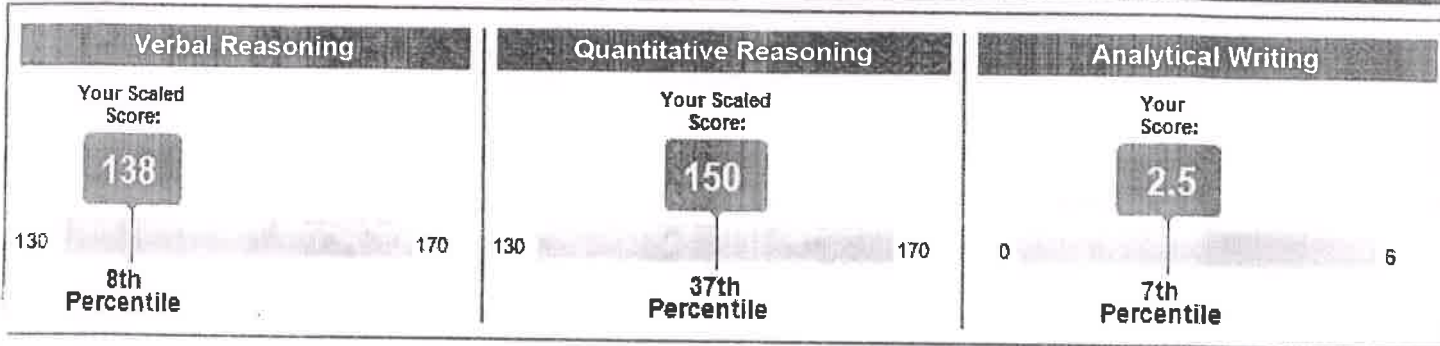 Verbal Reasoning
Your Scaled
Score:
138
130
170
8th
Percentile
Quantitative Reasoning
Your Scaled
Score:
150
130
170
37th
Percentile
Analytical Writing
Your
Score:
2.5
0
6
7th
Percentile